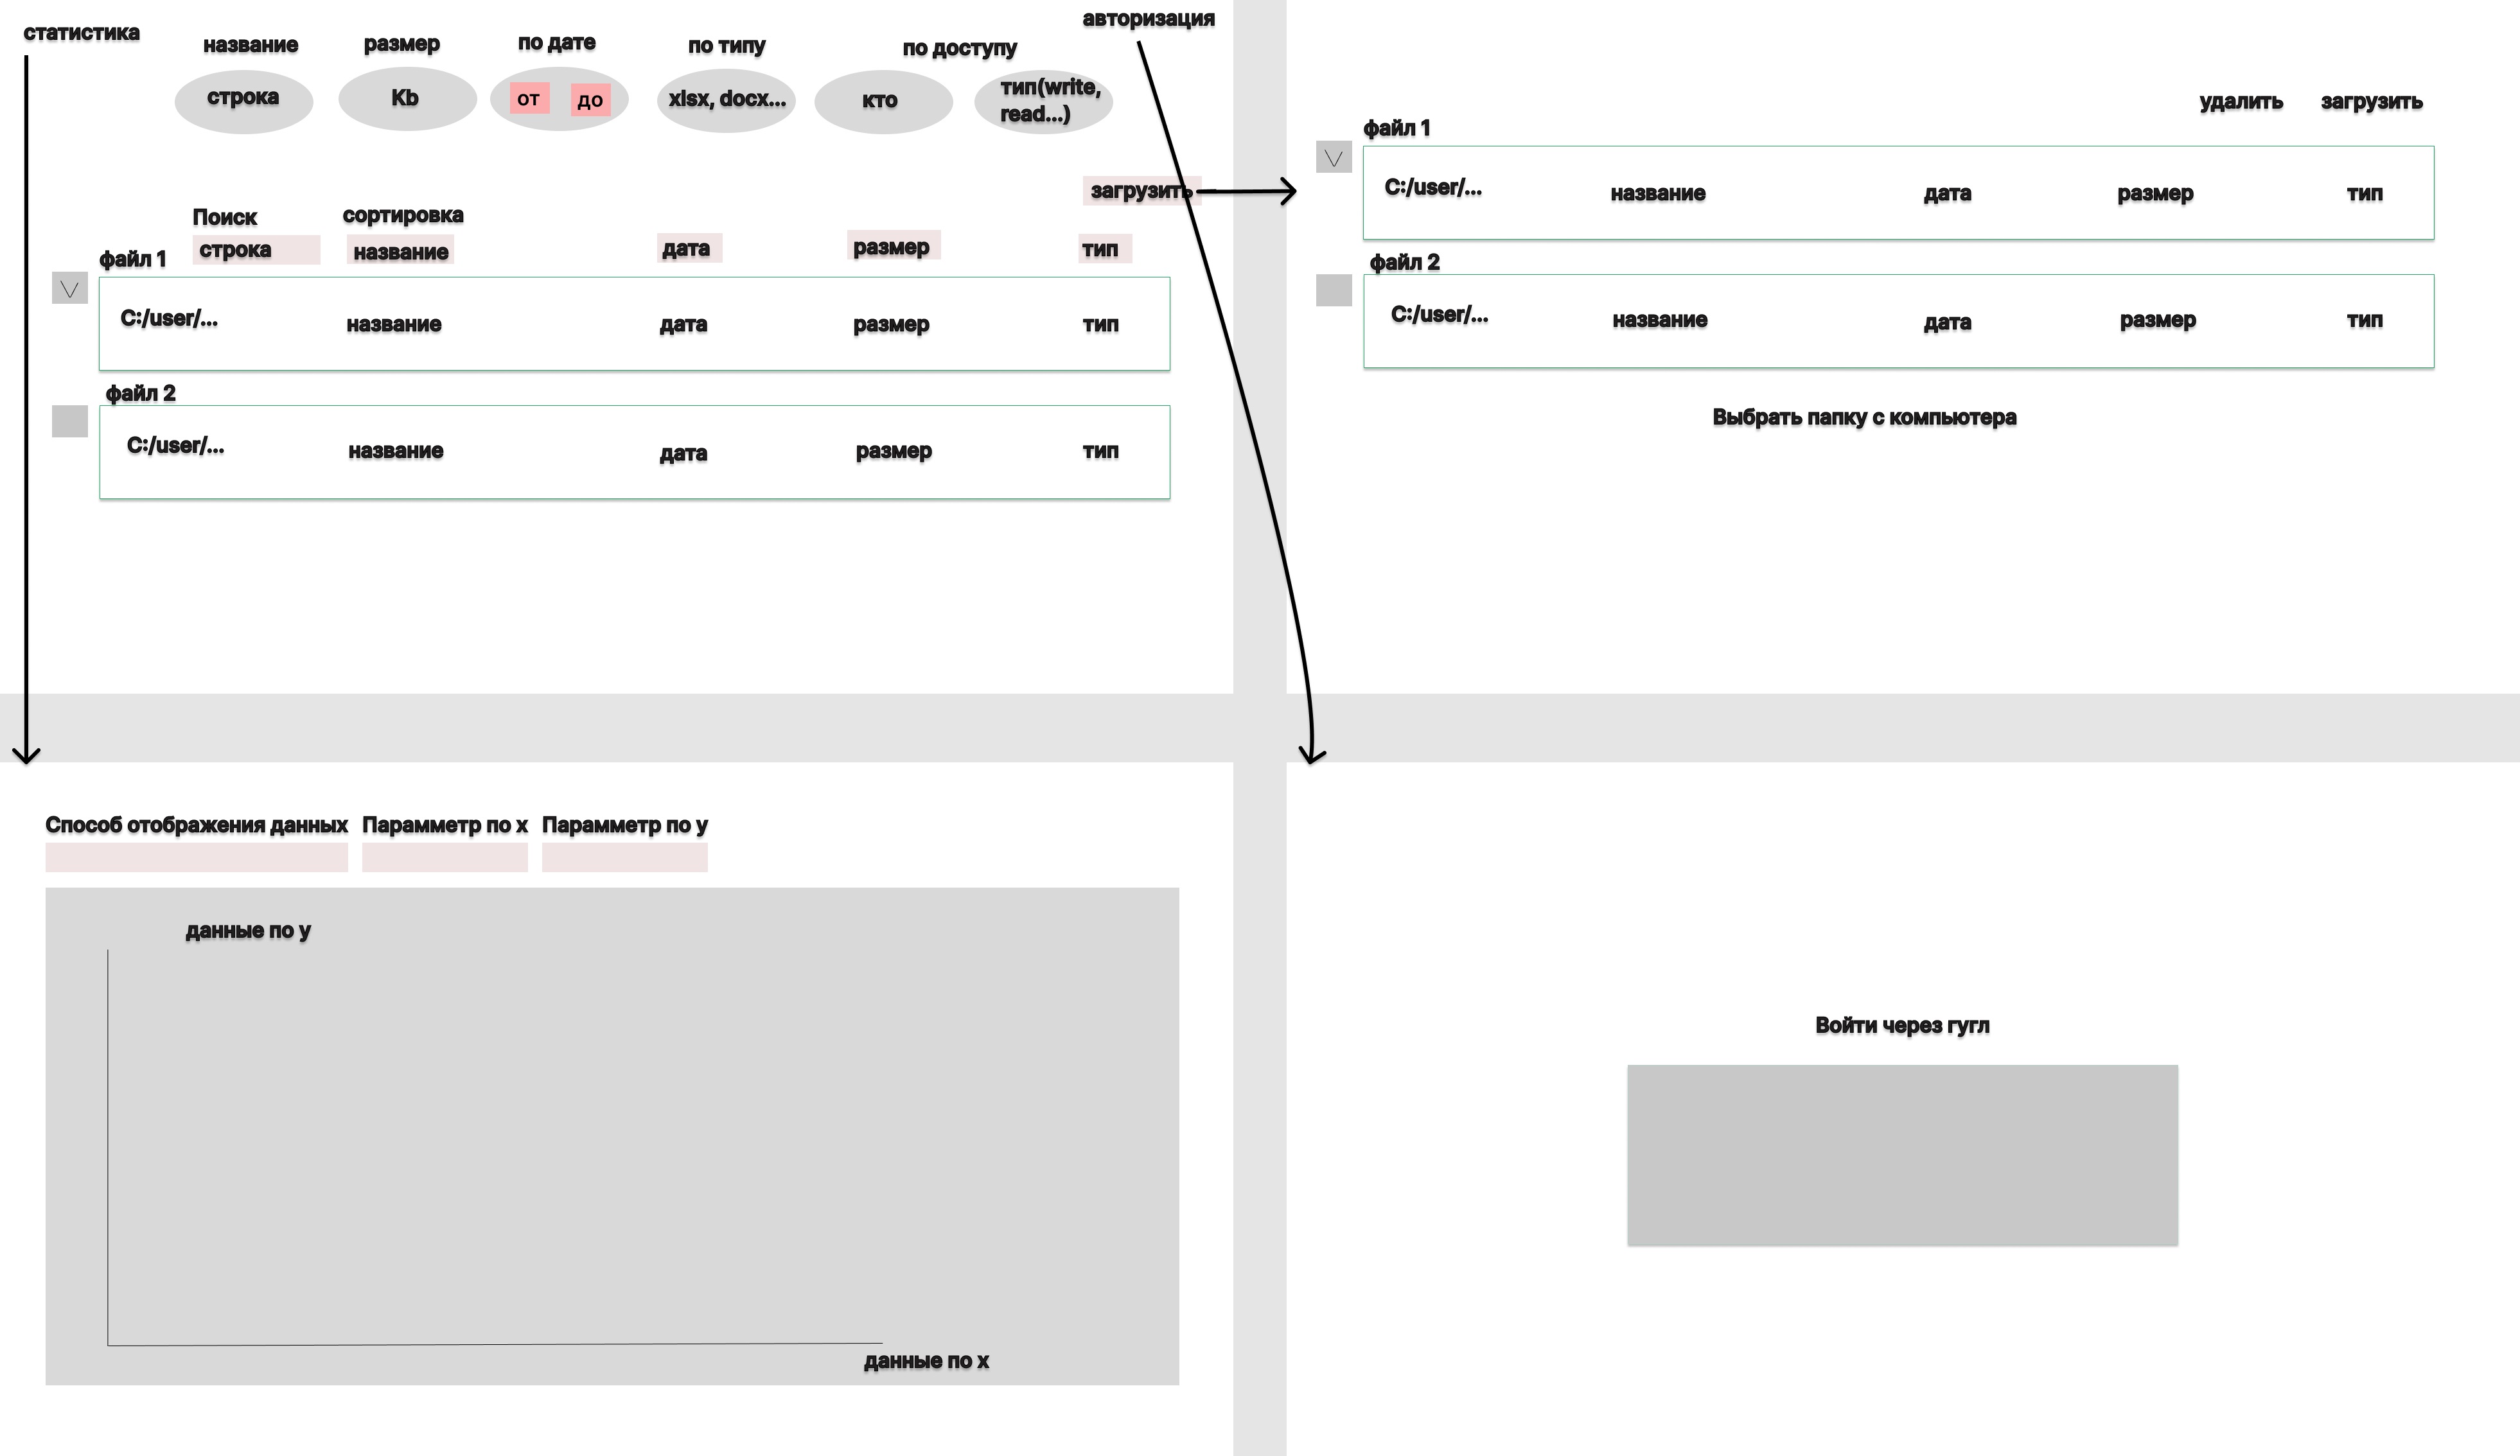 статистика
название
размер
по дате
по типу
по доступу
авторизация
строка
Kb
от
до
xlsx, docx...
кто
тип(write,
read...)
загрузить
Поиск
сортировка
строка
название
дата
размер
тип
файл 1
C:/user/...
название
дата
размер
тип
файл 2
C:/user/...
название
дата
размер
тип
удалить
загрузить
файл 1
C:/user/...
название
дата
размер
тип
файл 2
C:/user/...
название
дата
размер
тип
Выбрать папку с компьютера
Способ отображения данных
Парамметр по x
Парамметр по y
данные по y
данные по x
Войти через гугл